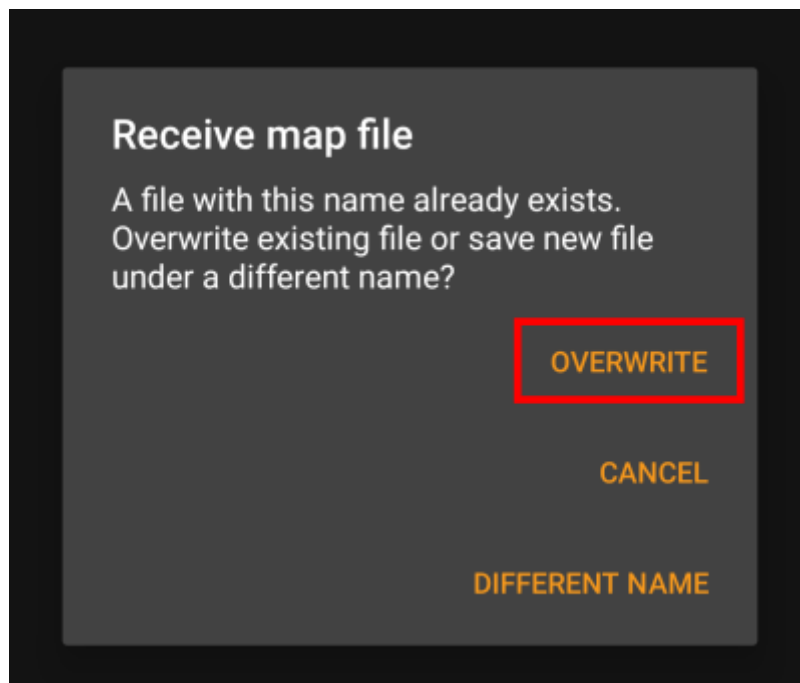 Receive map file
A file with this name already exists.
Overwrite existing file or save new file
under a different name?
OVERWRITE
CANCEL
DIFFERENT NAME